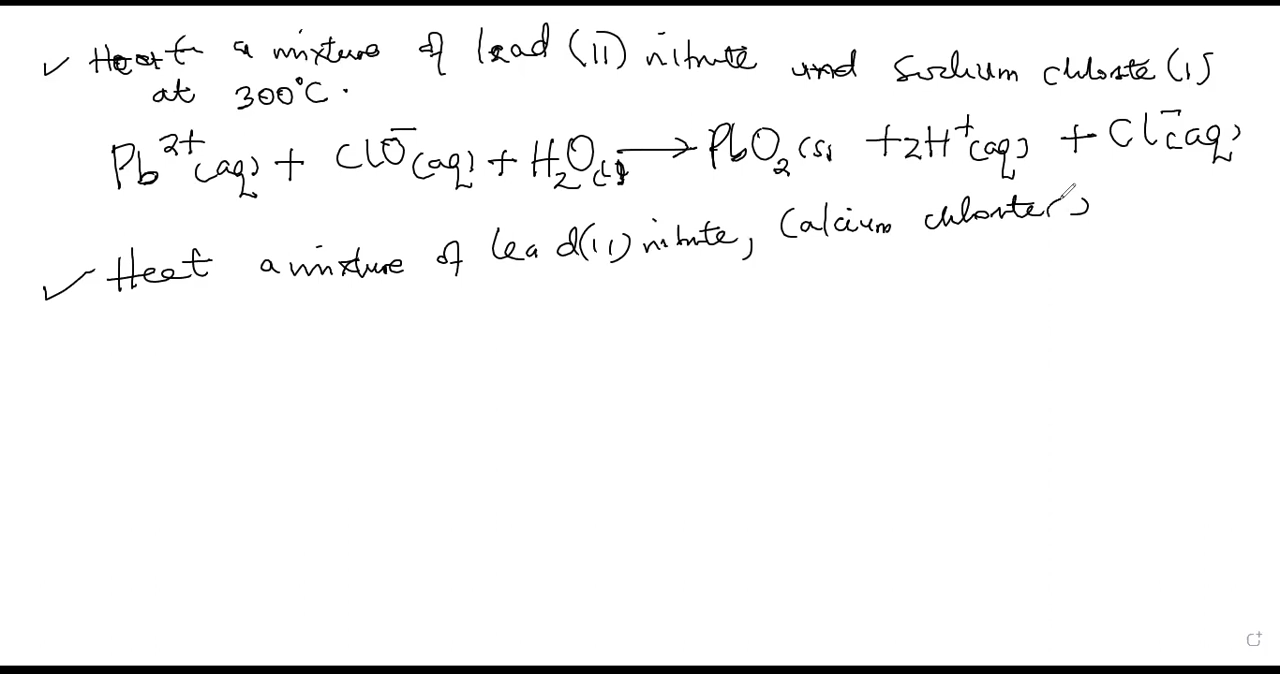 ✓ Heat a mixture of lead (II) nitrate and Sodium chlorate (I)
at 300°C.
Pb²⁺(aq) + ClO⁻(aq) + H₂O(l) → PbO₂(s) + 2H⁺(aq) + Cl⁻(aq)
✓ Heat a mixture of lead(II) nitrate, Calcium chlorate()